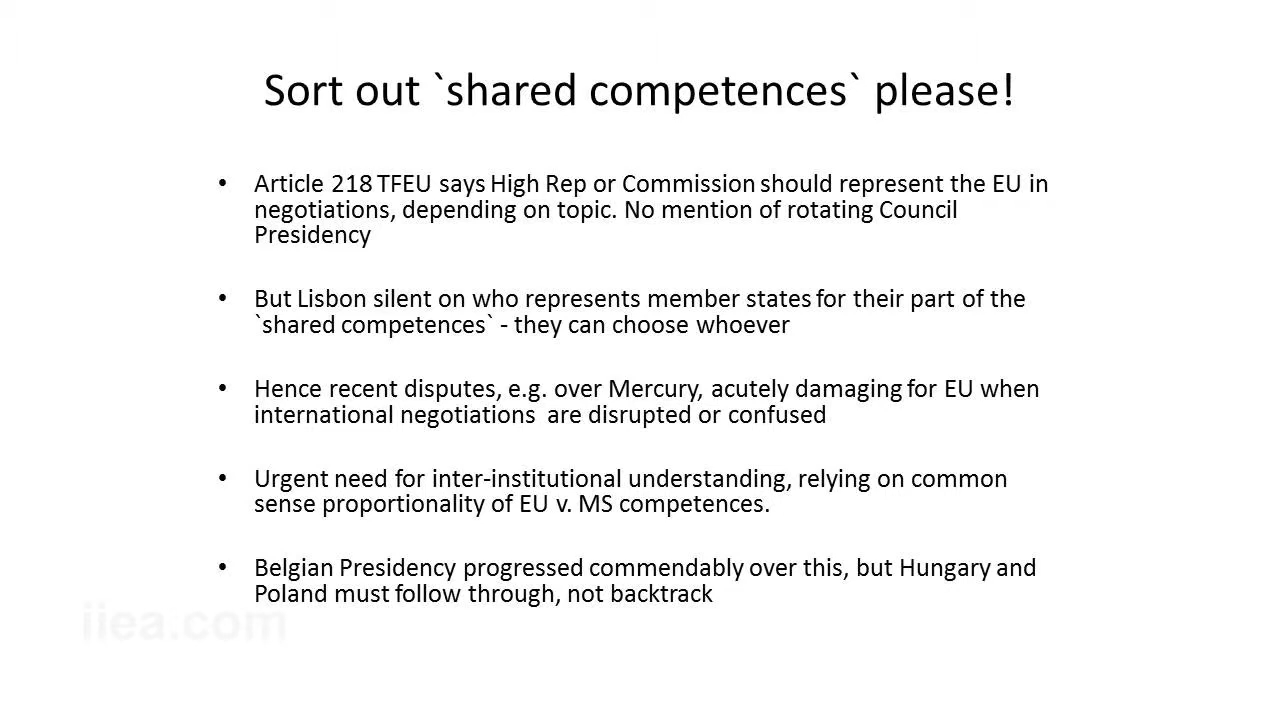 Sort out `shared competences` please!
• Article 218 TFEU says High Rep or Commission should represent the EU in
negotiations, depending on topic. No mention of rotating Council
Presidency
• But Lisbon silent on who represents member states for their part of the
`shared competences` - they can choose whoever
• Hence recent disputes, e.g. over Mercury, acutely damaging for EU when
international negotiations  are disrupted or confused
• Urgent need for inter-institutional understanding, relying on common
sense proportionality of EU v. MS competences.
• Belgian Presidency progressed commendably over this, but Hungary and
Poland must follow through, not backtrack
iiea.com